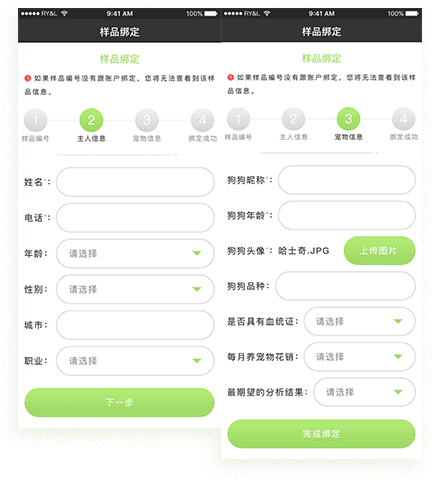 ●●●●● RY&L 9:41 AM 100%
样品绑定
样品绑定
如果样品编号没有跟账户绑定，您将无法查看到该样
品信息。
1 2 3 4
样品编号 主人信息 宠物信息 绑定成功
姓名*：
电话*：
年龄： 请选择
性别： 请选择
城市：
职业： 请选择
下一步
●●●●● RY&L 9:41 AM 100%
样品绑定
样品绑定
如果样品编号没有跟账户绑定，您将无法查看到该样
品信息。
1 2 3 4
样品编号 主人信息 宠物信息 绑定成功
狗狗昵称*：
狗狗年龄*：
狗狗头像*：哈士奇.JPG 上传图片
狗狗品种：
是否具有血统证： 请选择
每月养宠物花销： 请选择
最期望的分析结果： 请选择
完成绑定